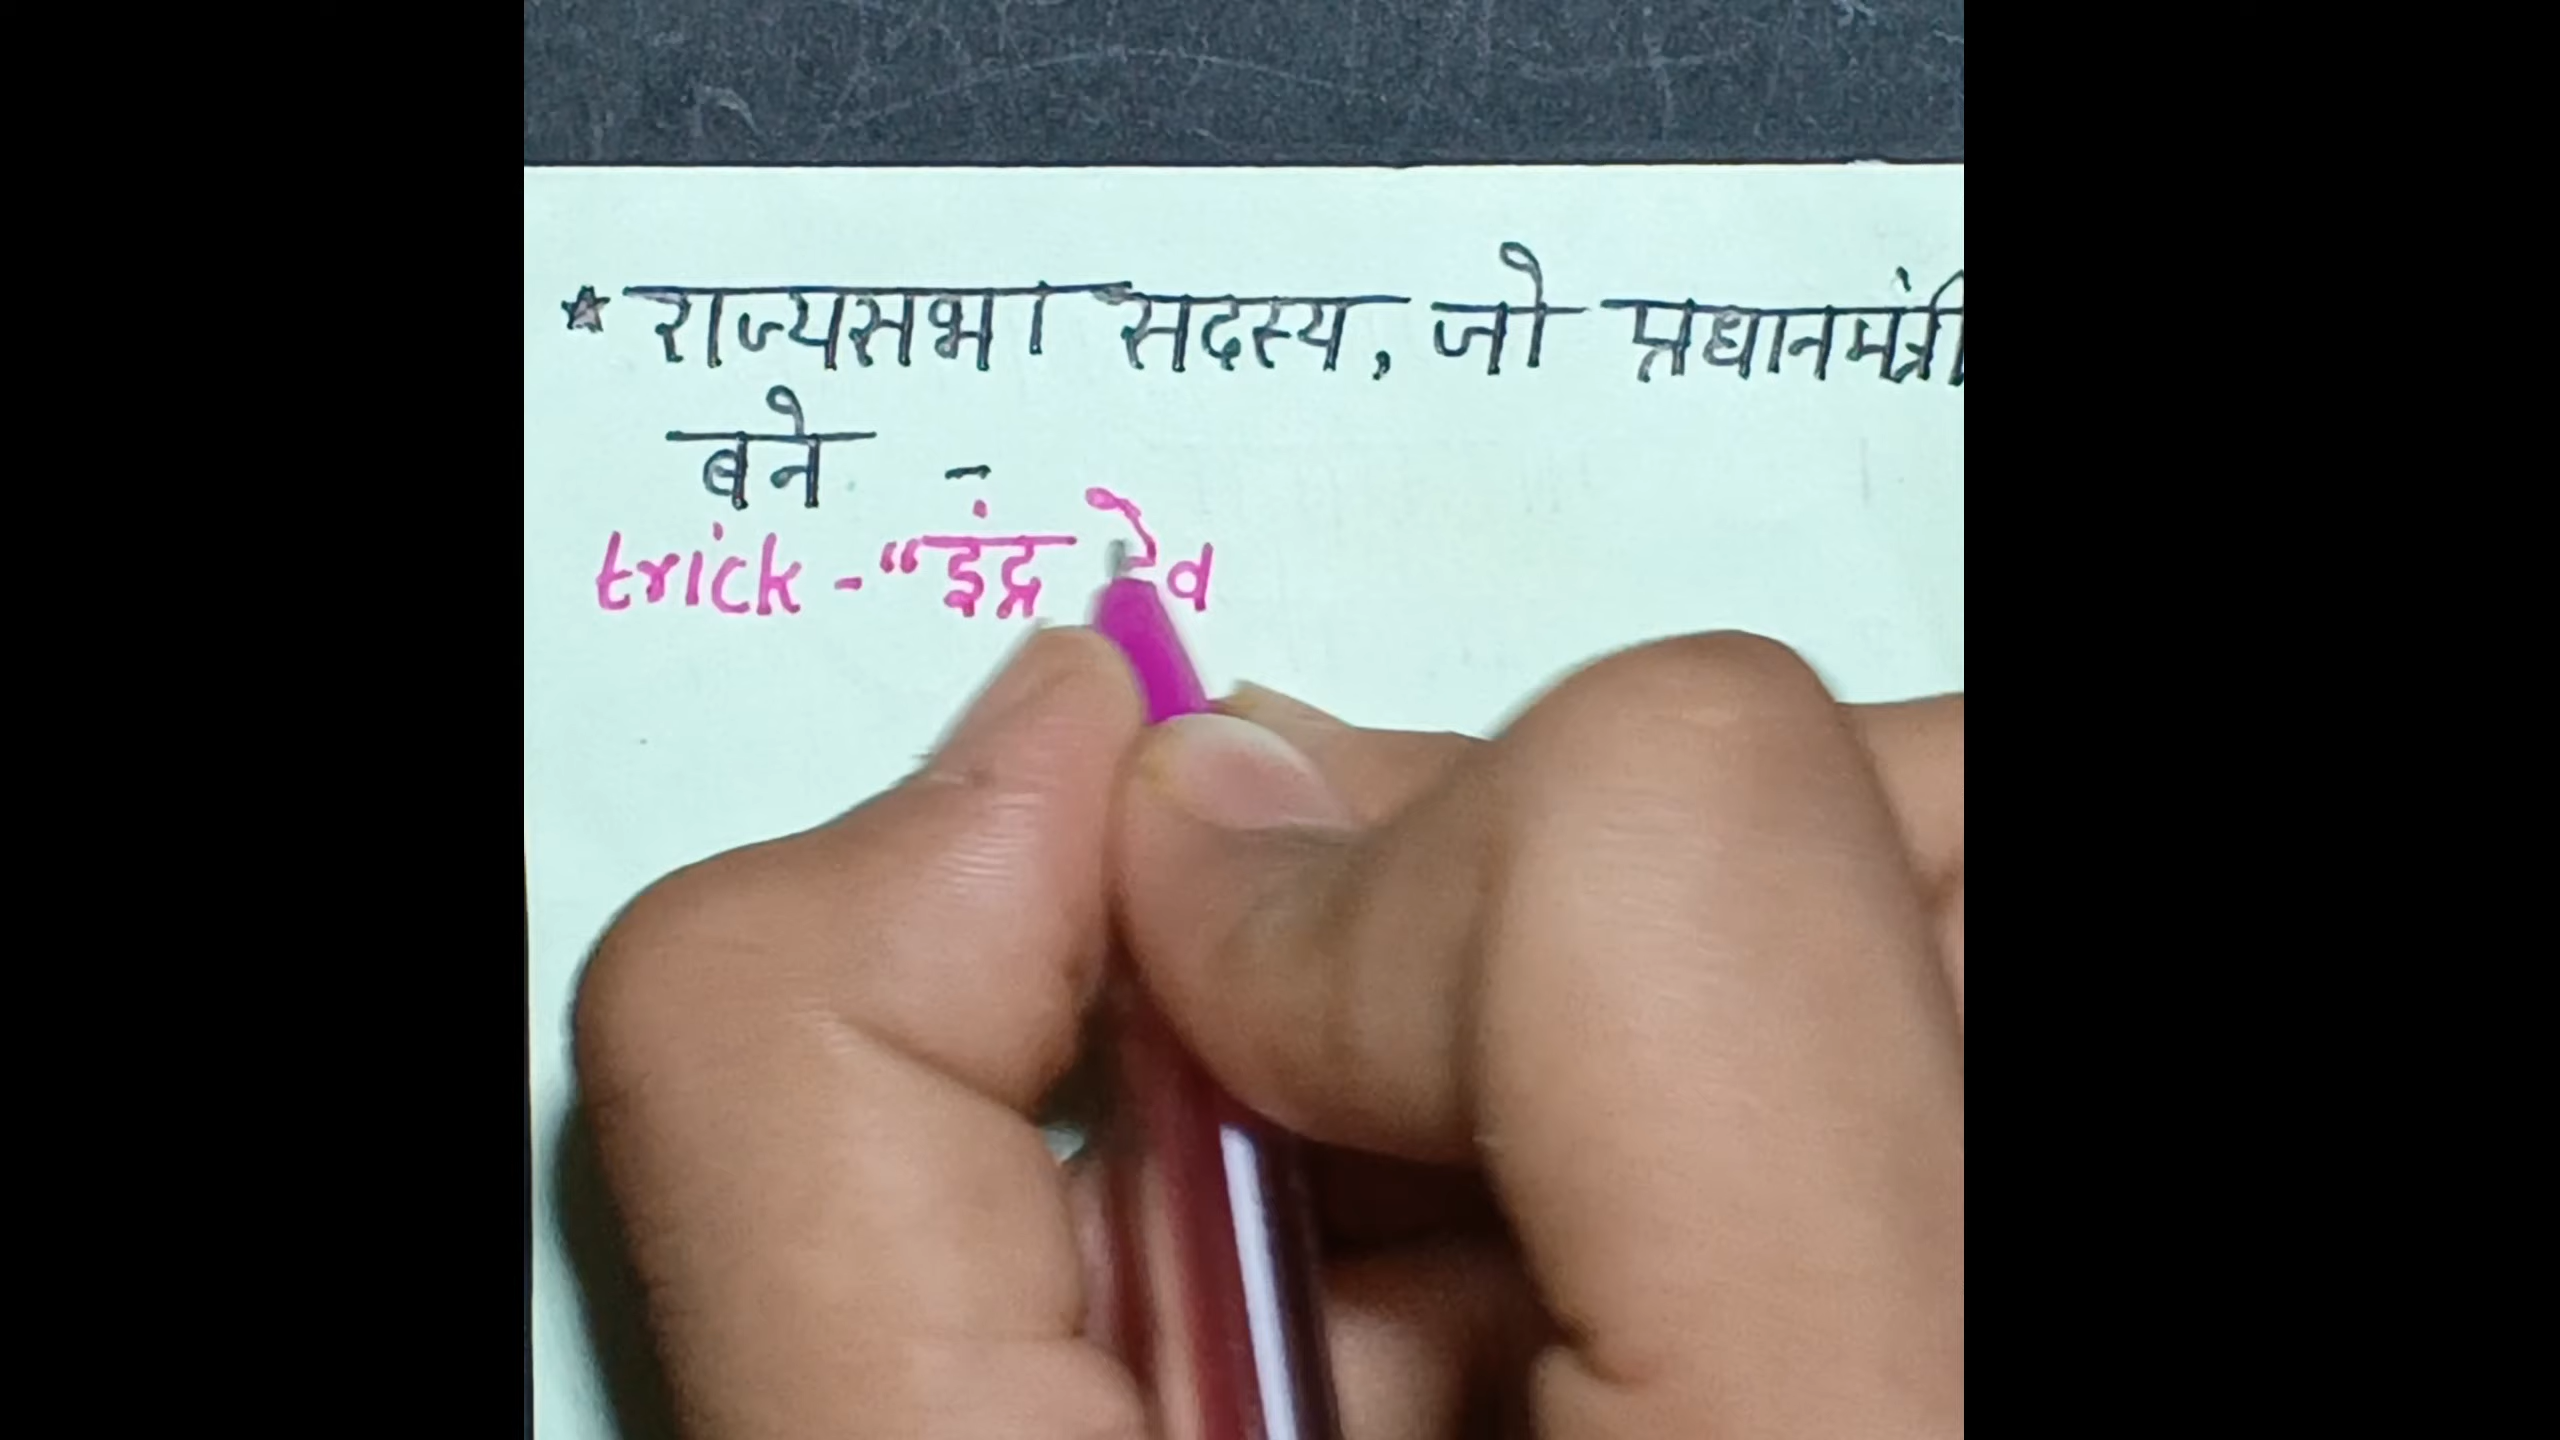 * राज्यसभा सदस्य, जो प्रधानमंत्री
बने -
trick - "इंद्र देव